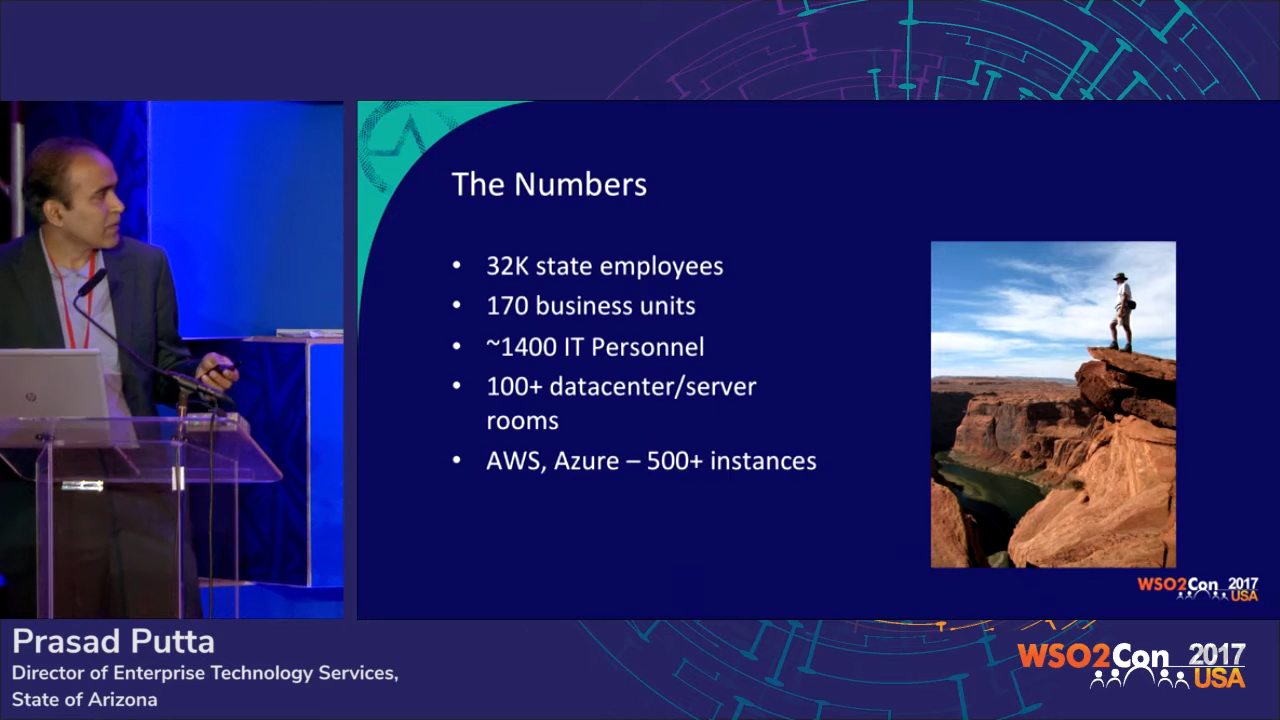 The Numbers
• 32K state employees
• 170 business units
• ~1400 IT Personnel
• 100+ datacenter/server
rooms
• AWS, Azure – 500+ instances
WSO2Con 2017
USA
Prasad Putta
Director of Enterprise Technology Services,
State of Arizona
WSO2Con 2017
USA